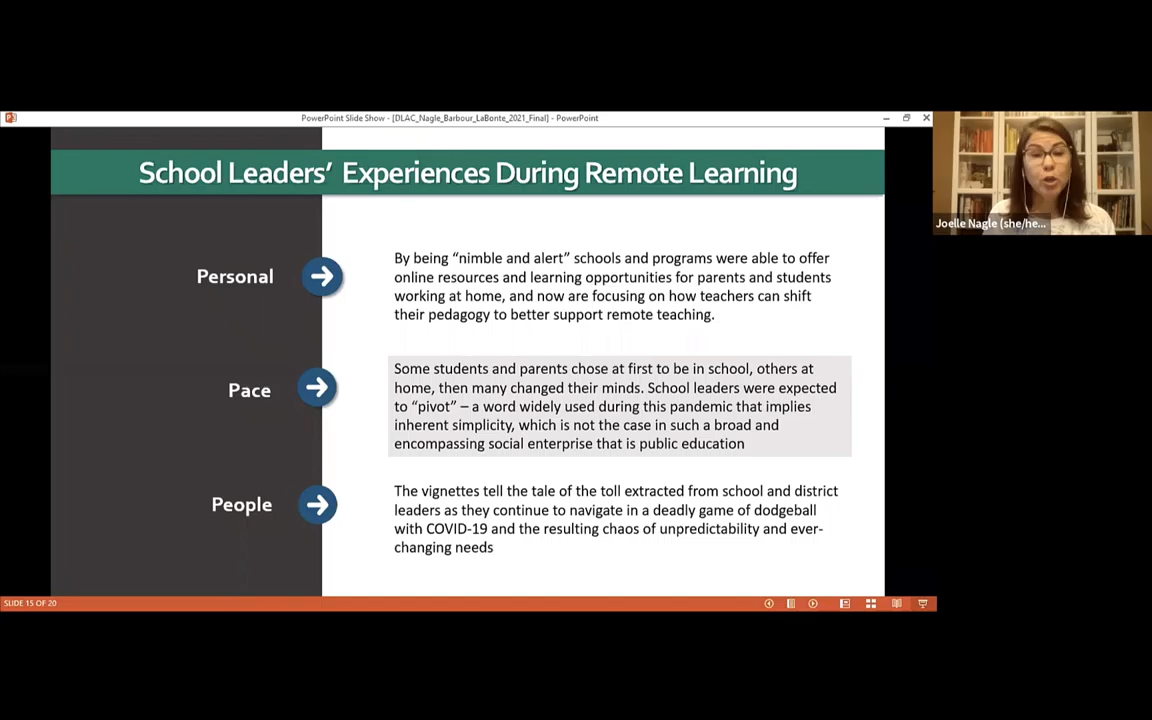 PowerPoint Slide Show - [DLAC_Nagle_Barbour_LaBonte_2021_Final] - PowerPoint
School Leaders’ Experiences During Remote Learning
Joelle Nagle (she/he...
Personal
By being “nimble and alert” schools and programs were able to offer
online resources and learning opportunities for parents and students
working at home, and now are focusing on how teachers can shift
their pedagogy to better support remote teaching.
Pace
Some students and parents chose at first to be in school, others at
home, then many changed their minds. School leaders were expected
to “pivot” – a word widely used during this pandemic that implies
inherent simplicity, which is not the case in such a broad and
encompassing social enterprise that is public education
People
The vignettes tell the tale of the toll extracted from school and district
leaders as they continue to navigate in a deadly game of dodgeball
with COVID-19 and the resulting chaos of unpredictability and ever-
changing needs
SLIDE 15 OF 20